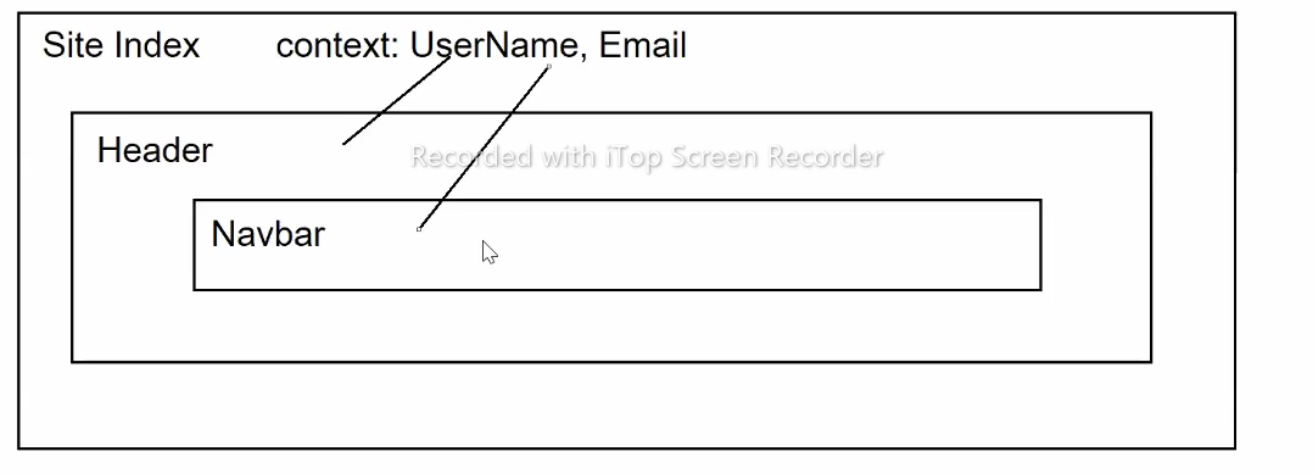 Site Index context: UserName, Email
Header
Recorded with iTop Screen Recorder
Navbar